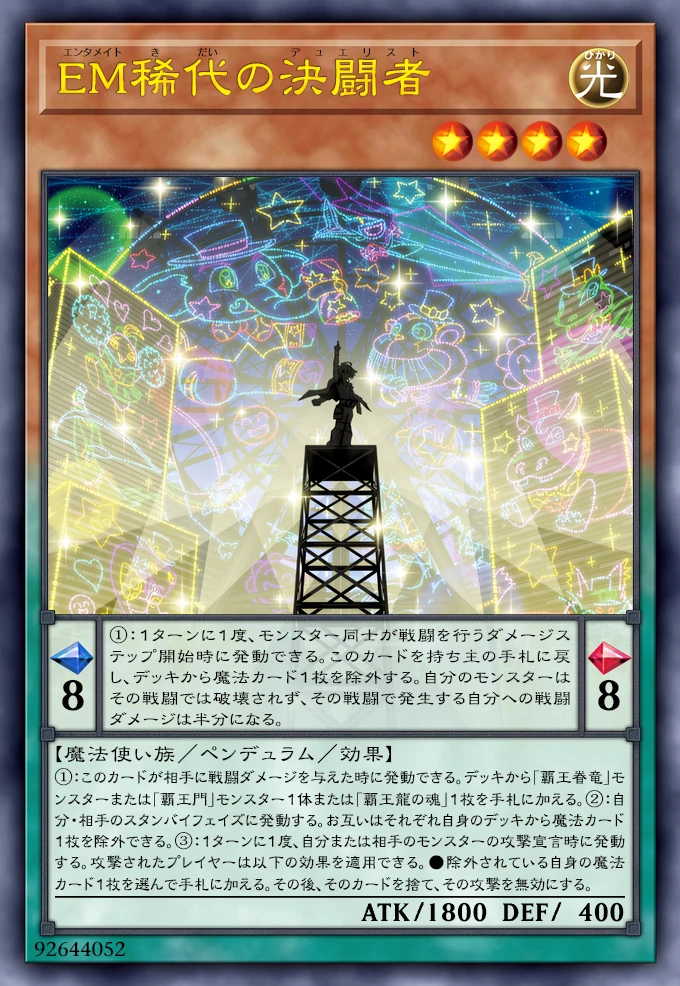 エンタメイト き だい デュエリスト
EM稀代の決闘者
ひかり
光
①：1ターンに1度、モンスター同士が戦闘を行うダメージス
テップ開始時に発動できる。このカードを持ち主の手札に戻
し、デッキから魔法カード1枚を除外する。自分のモンスターは
その戦闘では破壊されず、その戦闘で発生する自分への戦闘
ダメージは半分になる。
8
8
【魔法使い族／ペンデュラム／効果】
①：このカードが相手に戦闘ダメージを与えた時に発動できる。デッキから「覇王眷竜」モ
ンスターまたは「覇王門」モンスター1体または「覇王龍の魂」1枚を手札に加える。②：自
分・相手のスタンバイフェイズに発動する。お互いはそれぞれ自身のデッキから魔法カード
1枚を除外できる。③：1ターンに1度、自分または相手のモンスターの攻撃宣言時に発動
する。攻撃されたプレイヤーは以下の効果を適用できる。●除外されている自身の魔法
カード1枚を選んで手札に加える。その後、そのカードを捨て、その攻撃を無効にする。
ATK/1800 DEF/ 400
92644052